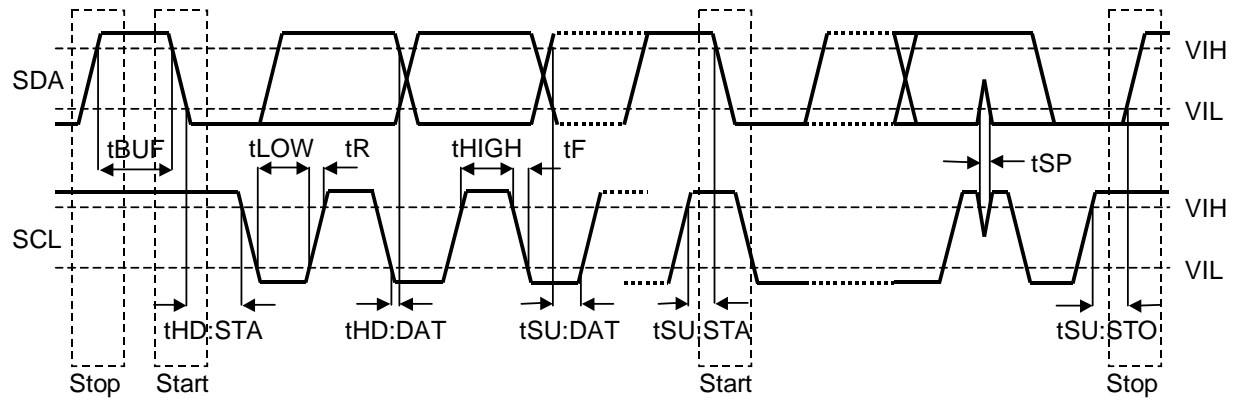 VIH
SDA
VIL
tBUF tLOW tR tHIGH tF tSP
VIH
SCL
VIL
tHD:STA tHD:DAT tSU:DAT tSU:STA tSU:STO
Stop Start Start Stop